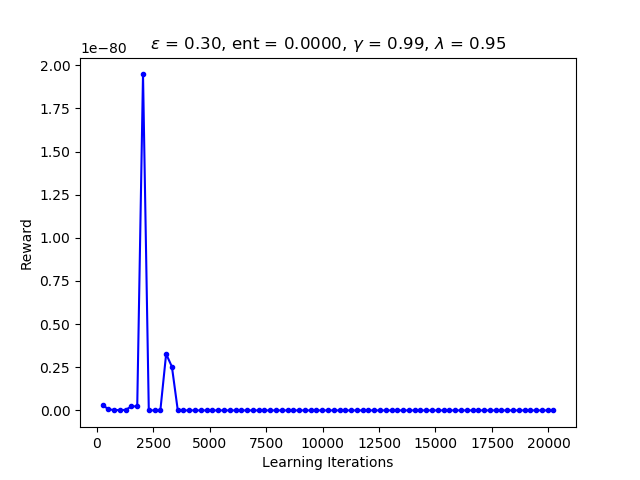 ε = 0.30, ent = 0.0000, γ = 0.99, λ = 0.95
1e−80
2.00
1.75
1.50
1.25
1.00
0.75
0.50
0.25
0.00
Reward
0 2500 5000 7500 10000 12500 15000 17500 20000
Learning Iterations